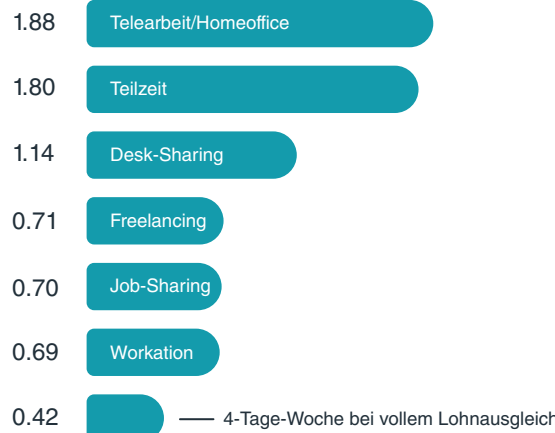 1.88 Telearbeit/Homeoffice
1.80 Teilzeit
1.14 Desk-Sharing
0.71 Freelancing
0.70 Job-Sharing
0.69 Workation
0.42 4-Tage-Woche bei vollem Lohnausgleich